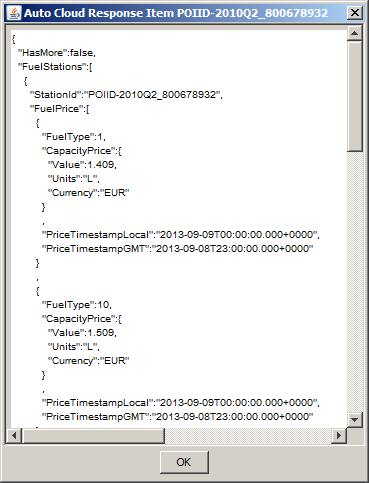 Auto Cloud Response Item POIID-2010Q2_800678932
{
"HasMore":false,
"FuelStations":[
{
"StationId":"POIID-2010Q2_800678932",
"FuelPrice":[
{
"FuelType":1,
"CapacityPrice":{
"Value":1.409,
"Units":"L",
"Currency":"EUR"
}
,
"PriceTimestampLocal":"2013-09-09T00:00:00.000+0000",
"PriceTimestampGMT":"2013-09-08T23:00:00.000+0000"
}
,
{
"FuelType":10,
"CapacityPrice":{
"Value":1.509,
"Units":"L",
"Currency":"EUR"
}
,
"PriceTimestampLocal":"2013-09-09T00:00:00.000+0000",
"PriceTimestampGMT":"2013-09-08T23:00:00.000+0000"
OK